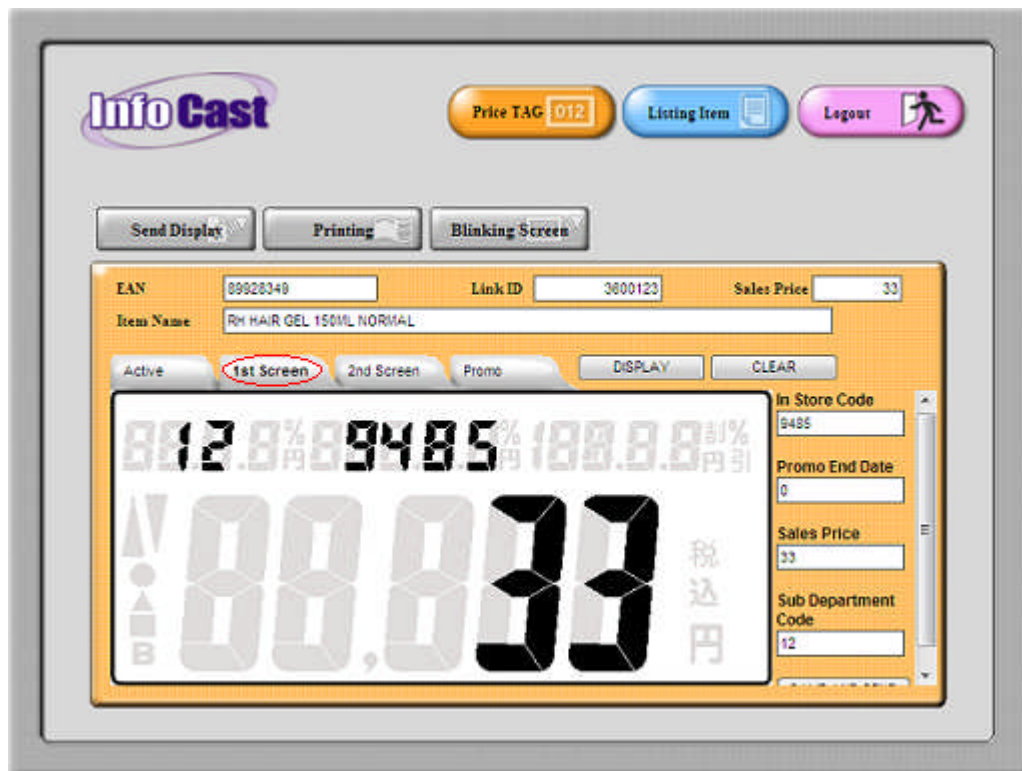 InfoCast
Price TAG 012 Listing Item Logout
Send Display Printing Blinking Screen
EAN 89928349 Link ID 3600123 Sales Price 33
Item Name RH HAIR GEL 150ML NORMAL
Active 1st Screen 2nd Screen Promo DISPLAY CLEAR
In Store Code
9485
12 9485
Promo End Date
0
33
税込円
B
Sales Price
33
Sub Department
Code
12